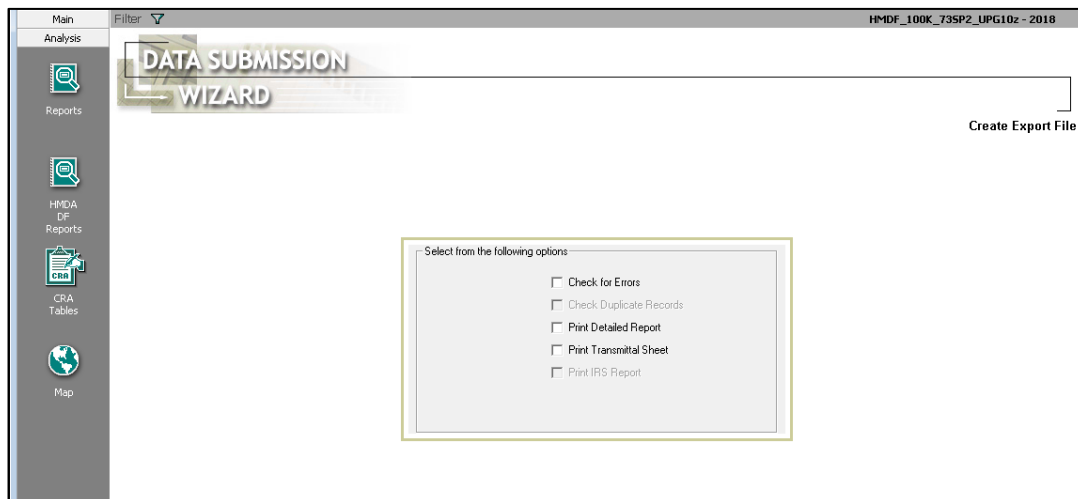 Main
Filter
HMDF_100K_73SP2_UPG10z - 2018
Analysis
DATA SUBMISSION
WIZARD
Reports
Create Export File
HMDA
DF
Reports
CRA
CRA
Tables
Map
Select from the following options
Check for Errors
Check Duplicate Records
Print Detailed Report
Print Transmittal Sheet
Print IRS Report